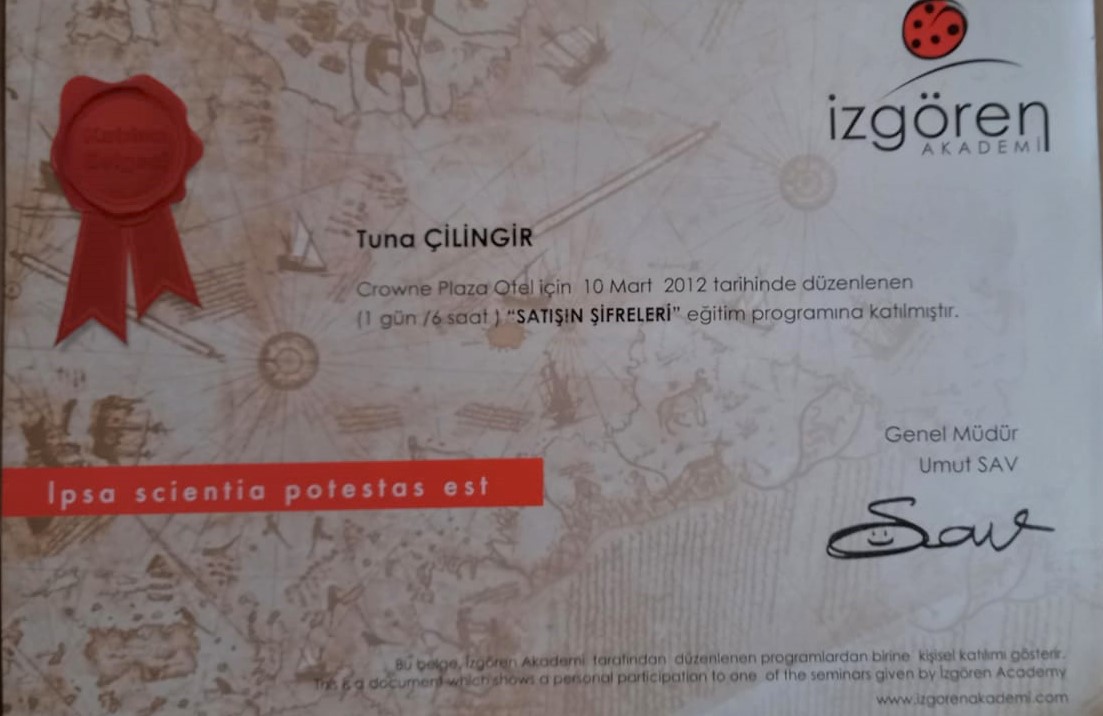 izgören
AKADEMİ
Katılım
Belgesi
Tuna ÇİLİNGİR
Crowne Plaza Otel için 10 Mart 2012 tarihinde düzenlenen
(1 gün /6 saat ) “SATIŞIN ŞİFRELERİ” eğitim programına katılmıştır.
Genel Müdür
Umut SAV
Ipsa scientia potestas est
Sav
Bu belge, İzgören Akademi tarafından düzenlenen programlardan birine kişisel katılımı gösterir.
This is a document which shows a personal participation to one of the seminars given by İzgören Academy
www.izgorenakademi.com